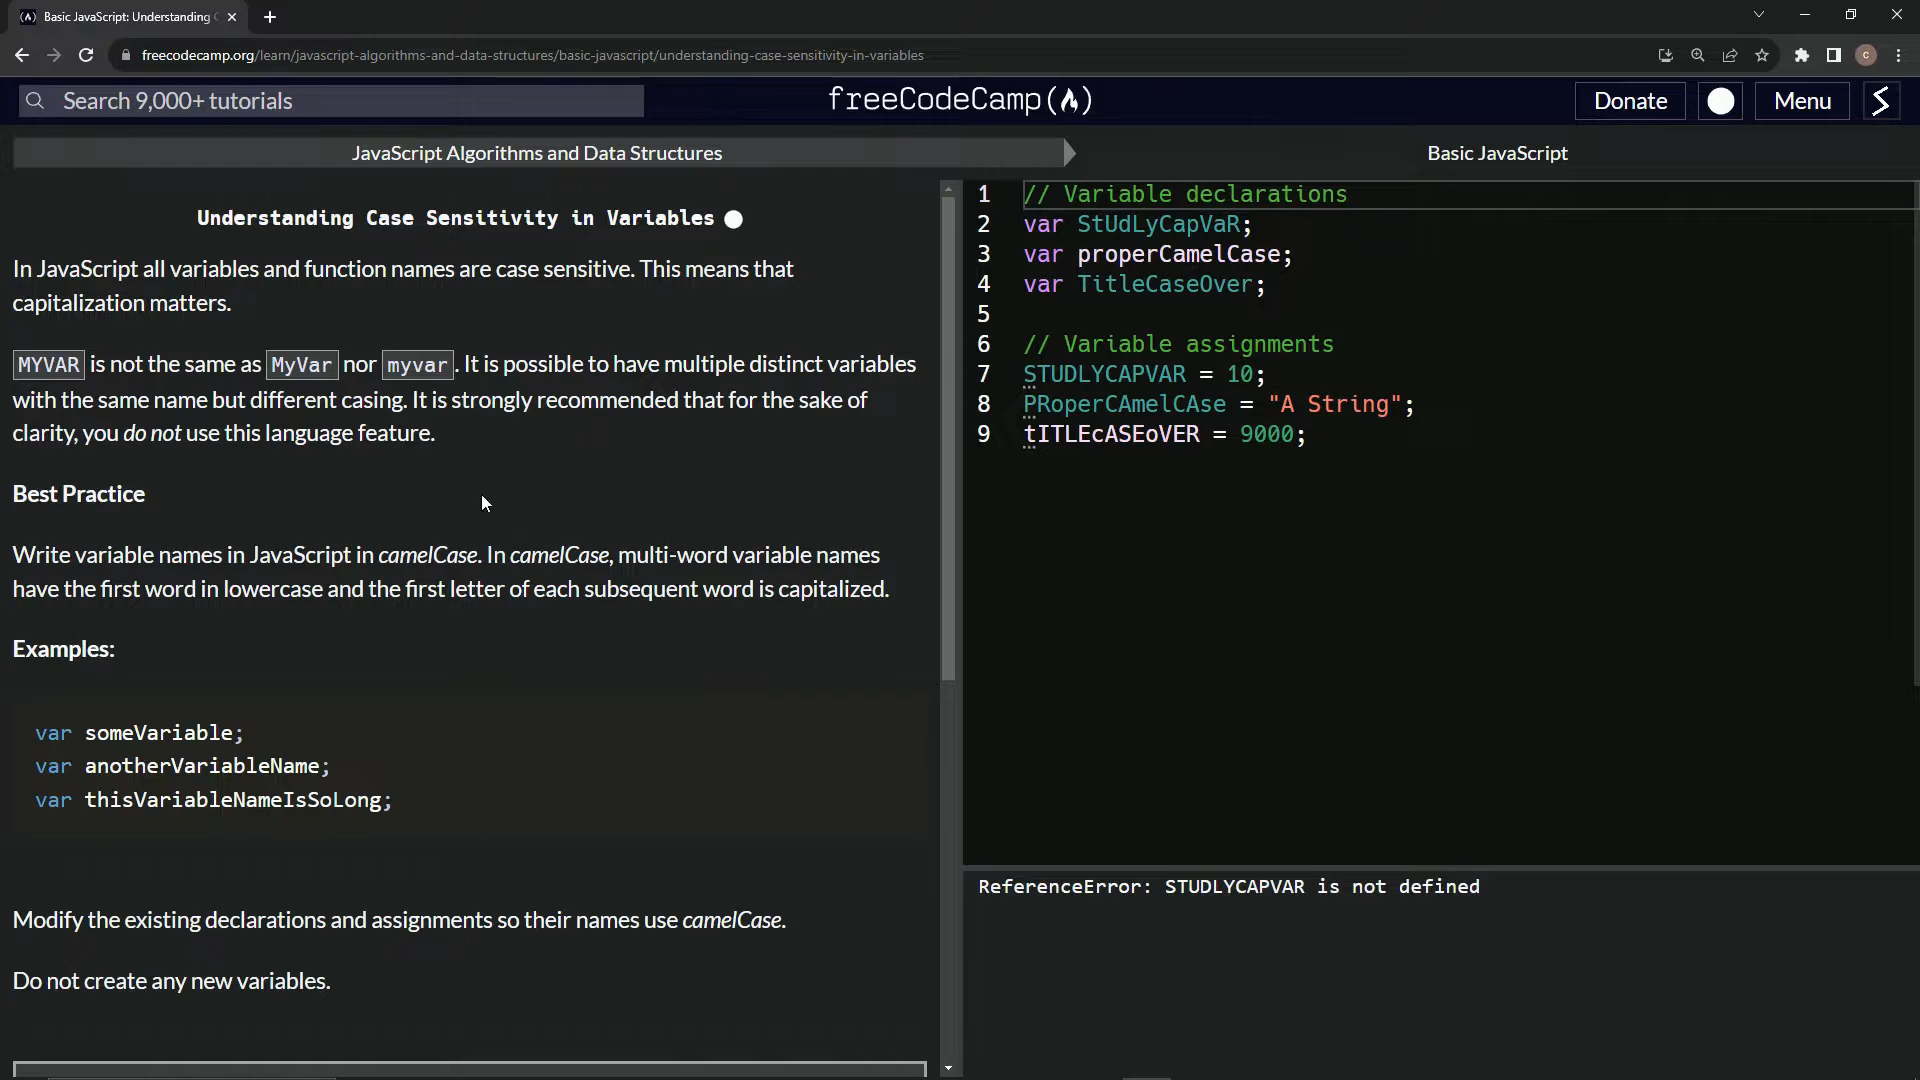 Basic JavaScript: Understanding C
freecodecamp.org/learn/javascript-algorithms-and-data-structures/basic-javascript/understanding-case-sensitivity-in-variables
C
Search 9,000+ tutorials
freeCodeCamp
Donate
Menu
JavaScript Algorithms and Data Structures
Basic JavaScript
Understanding Case Sensitivity in Variables
In JavaScript all variables and function names are case sensitive. This means that
capitalization matters.
MYVAR is not the same as MyVar nor myvar. It is possible to have multiple distinct variables
with the same name but different casing. It is strongly recommended that for the sake of
clarity, you do not use this language feature.
Best Practice
Write variable names in JavaScript in camelCase. In camelCase, multi-word variable names
have the first word in lowercase and the first letter of each subsequent word is capitalized.
Examples:
var someVariable;
var anotherVariableName;
var thisVariableNameIsSoLong;
Modify the existing declarations and assignments so their names use camelCase.
Do not create any new variables.
1 // Variable declarations
2 var StUdLyCapVaR;
3 var properCamelCase;
4 var TitleCaseOver;
5
6 // Variable assignments
7 STUDLYCAPVAR = 10;
8 PRoperCAmelCAse = "A String";
9 tITLEcASEoVER = 9000;
ReferenceError: STUDLYCAPVAR is not defined